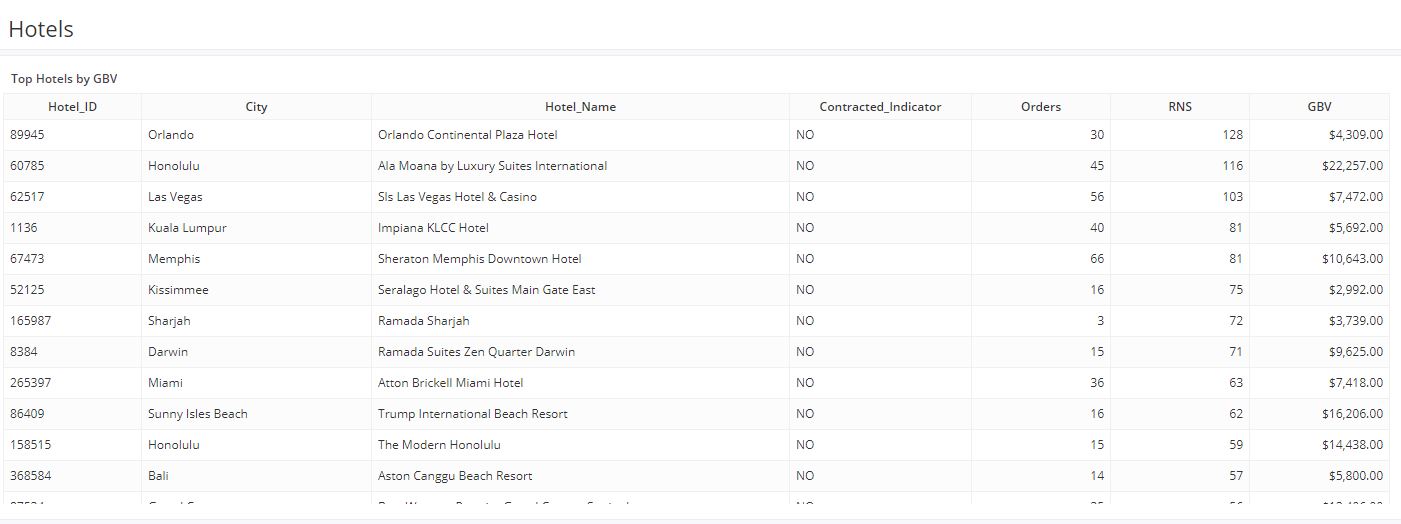 Hotels
Top Hotels by GBV
Hotel_ID City Hotel_Name Contracted_Indicator Orders RNS GBV
89945 Orlando Orlando Continental Plaza Hotel NO 30 128 $4,309.00
60785 Honolulu Ala Moana by Luxury Suites International NO 45 116 $22,257.00
62517 Las Vegas Sls Las Vegas Hotel & Casino NO 56 103 $7,472.00
1136 Kuala Lumpur Impiana KLCC Hotel NO 40 81 $5,692.00
67473 Memphis Sheraton Memphis Downtown Hotel NO 66 81 $10,643.00
52125 Kissimmee Seralago Hotel & Suites Main Gate East NO 16 75 $2,992.00
165987 Sharjah Ramada Sharjah NO 3 72 $3,739.00
8384 Darwin Ramada Suites Zen Quarter Darwin NO 15 71 $9,625.00
265397 Miami Atton Brickell Miami Hotel NO 36 63 $7,418.00
86409 Sunny Isles Beach Trump International Beach Resort NO 16 62 $16,206.00
158515 Honolulu The Modern Honolulu NO 15 59 $14,438.00
368584 Bali Aston Canggu Beach Resort NO 14 57 $5,800.00